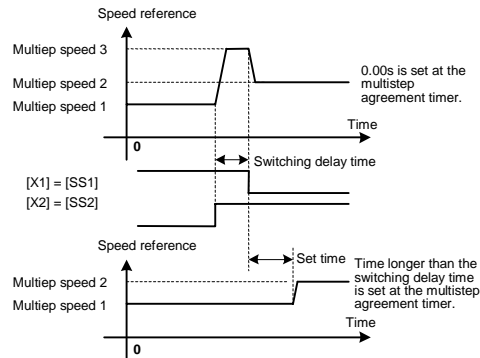 Speed reference
Multiep speed 3
Multiep speed 2
Multiep speed 1
0.00s is set at the
multistep
agreement timer.
Time
0
Switching delay time
[X1] = [SS1]
[X2] = [SS2]
Speed reference
Set time
Multiep speed 2
Multiep speed 1
Time longer than the
switching delay time
is set at the multistep
agreement timer.
Time
0